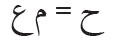 ح = م ع